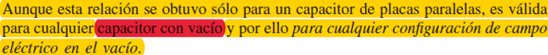 Aunque esta relación se obtuvo sólo para un capacitor de placas paralelas, es válida
para cualquier capacitor con vacío y por ello para cualquier configuración de campo
eléctrico en el vacío.